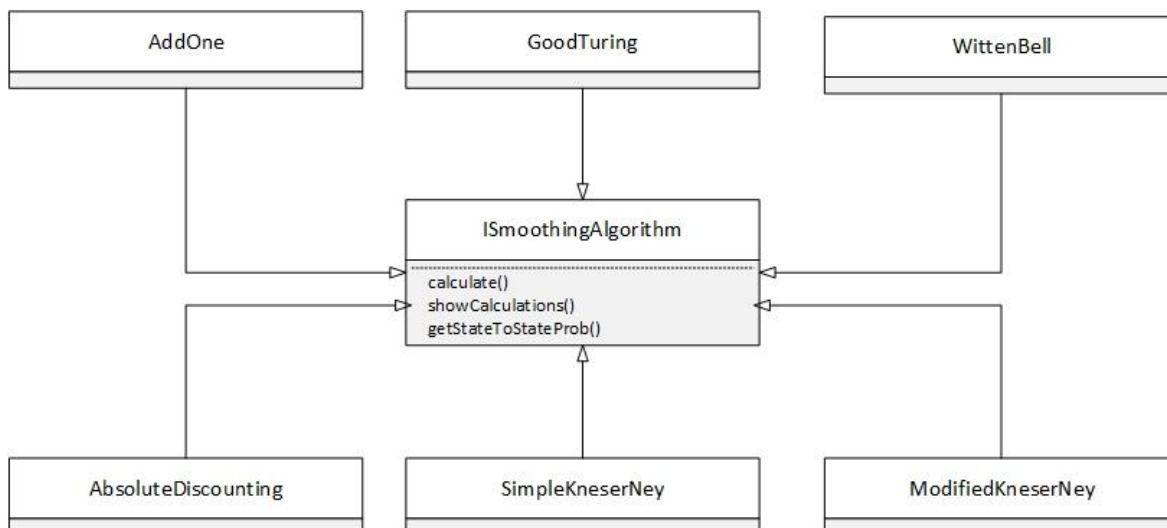 AddOne
GoodTuring
WittenBell
ISmoothingAlgorithm
calculate()
showCalculations()
getStateToStateProb()
AbsoluteDiscounting
SimpleKneserNey
ModifiedKneserNey